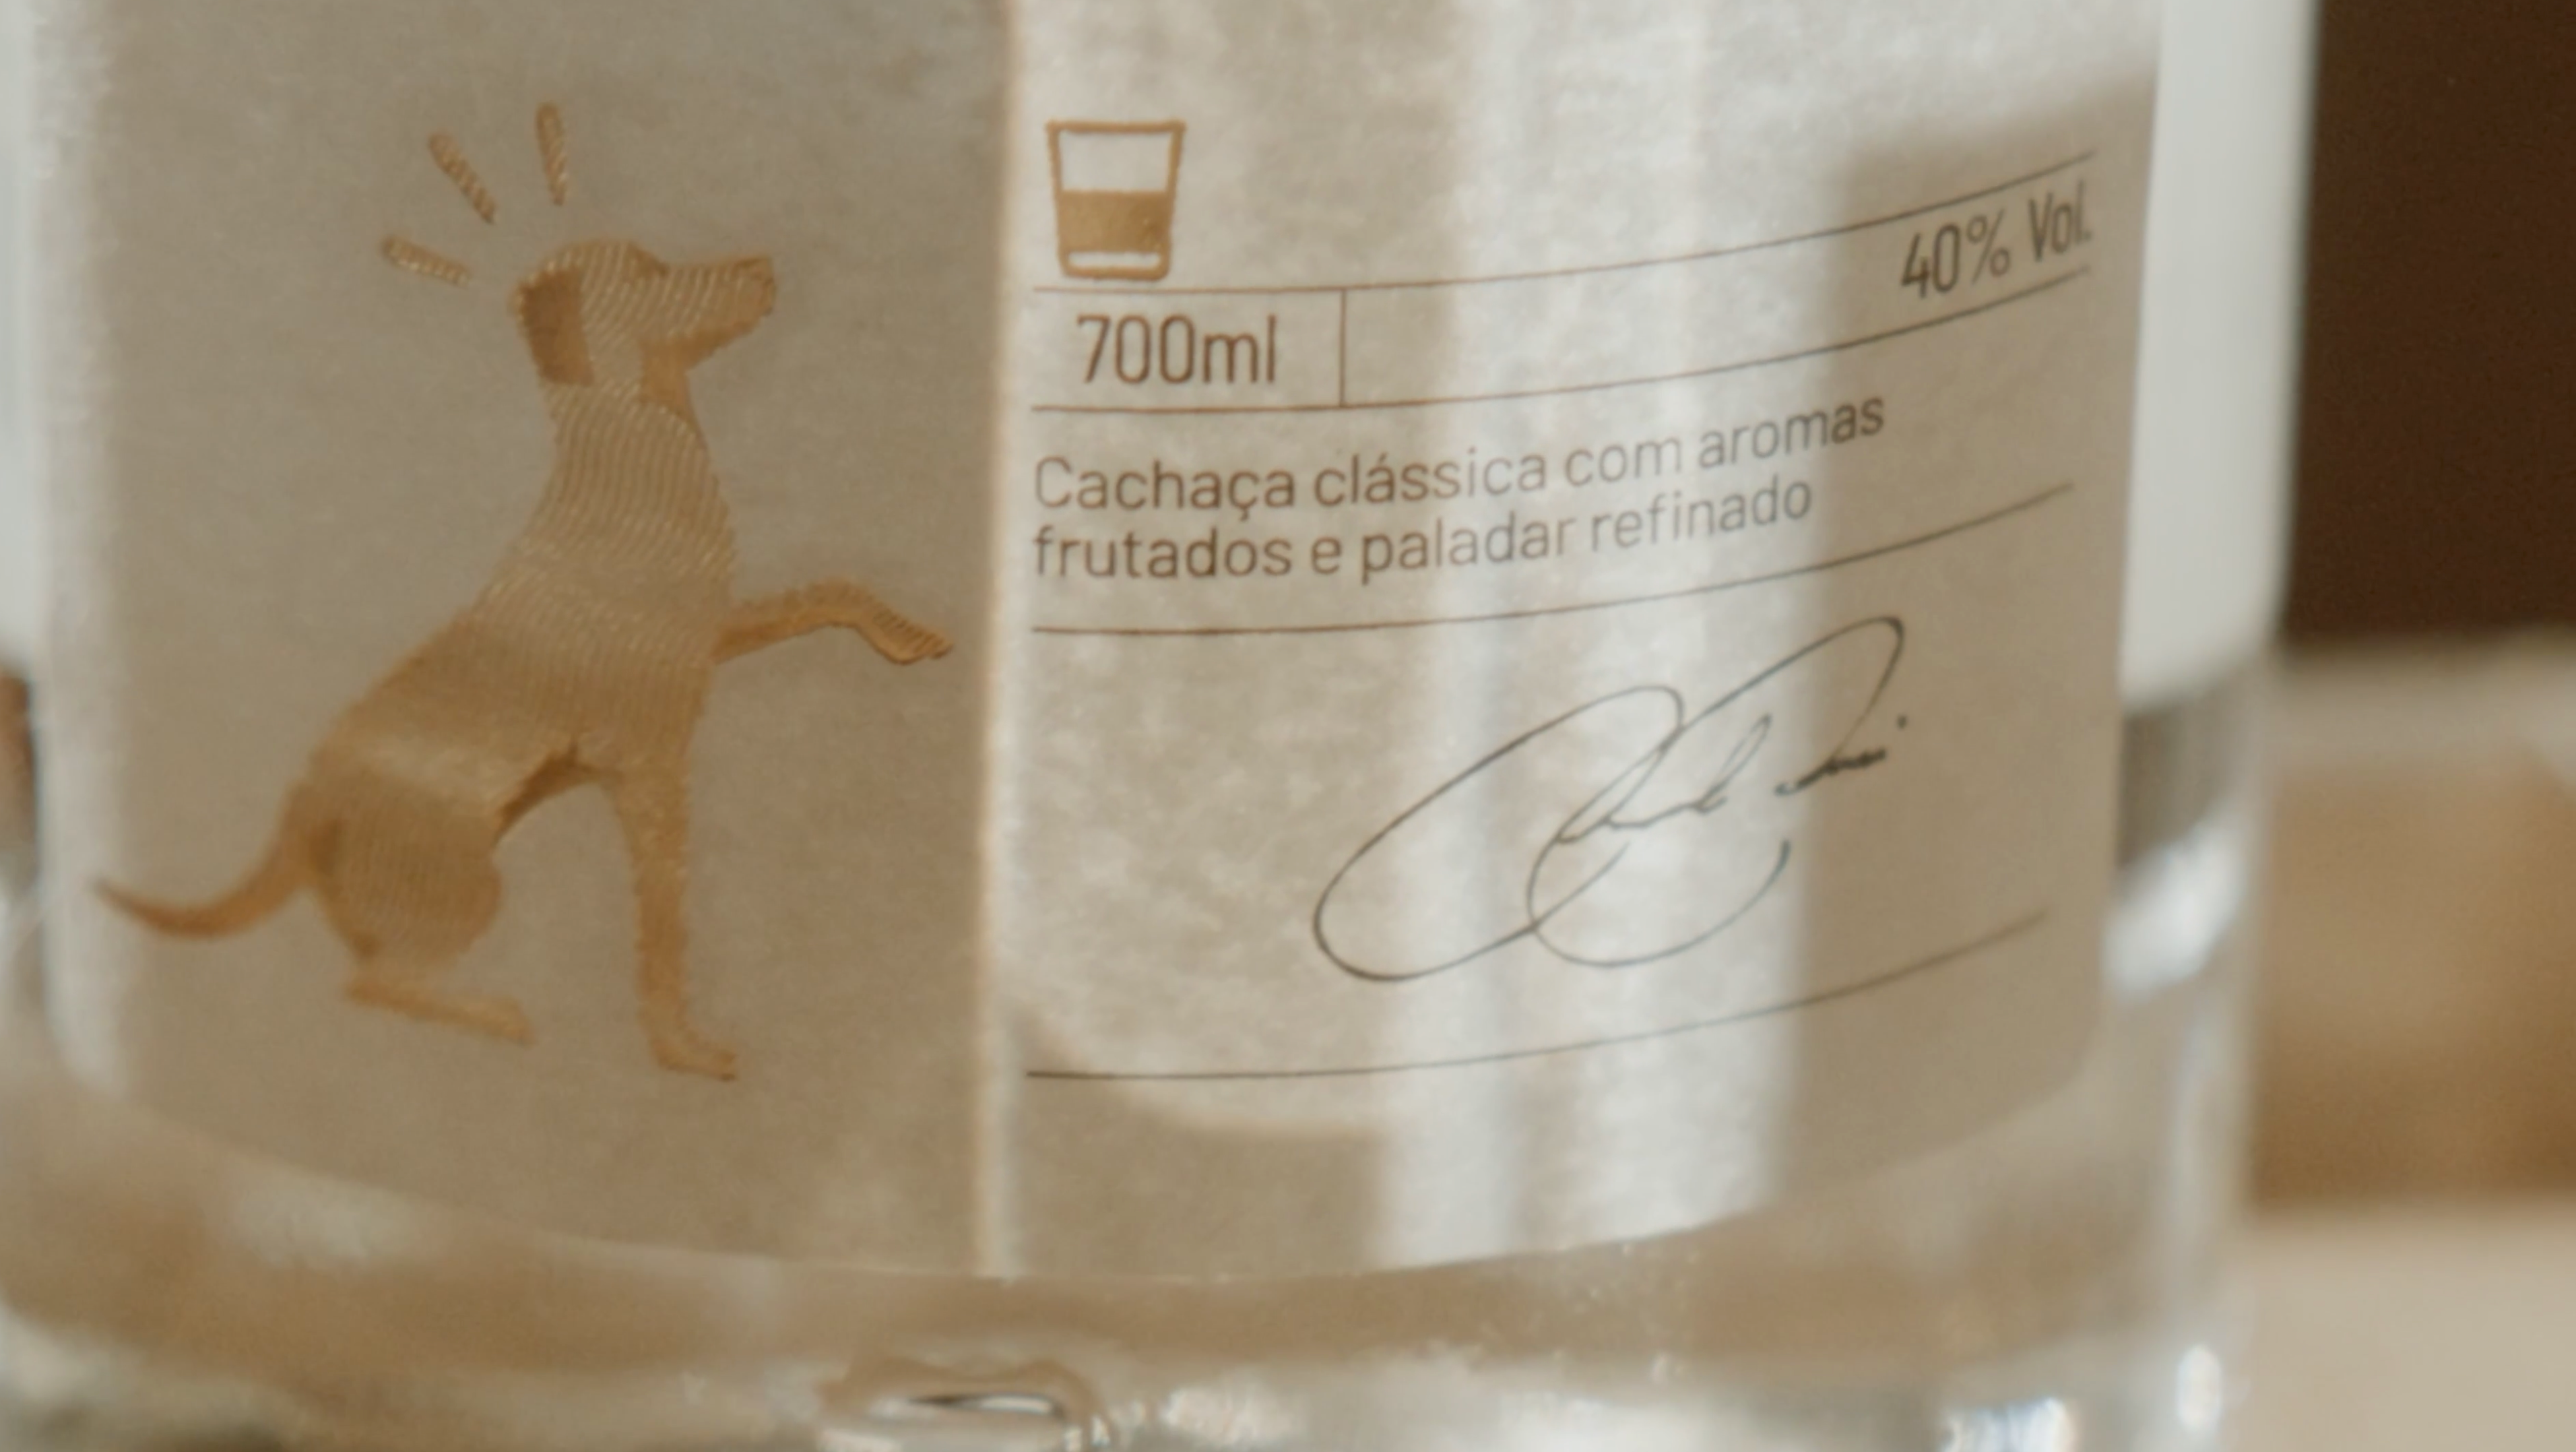 700ml
40% Vol.
Cachaça clássica com aromas
frutados e paladar refinado